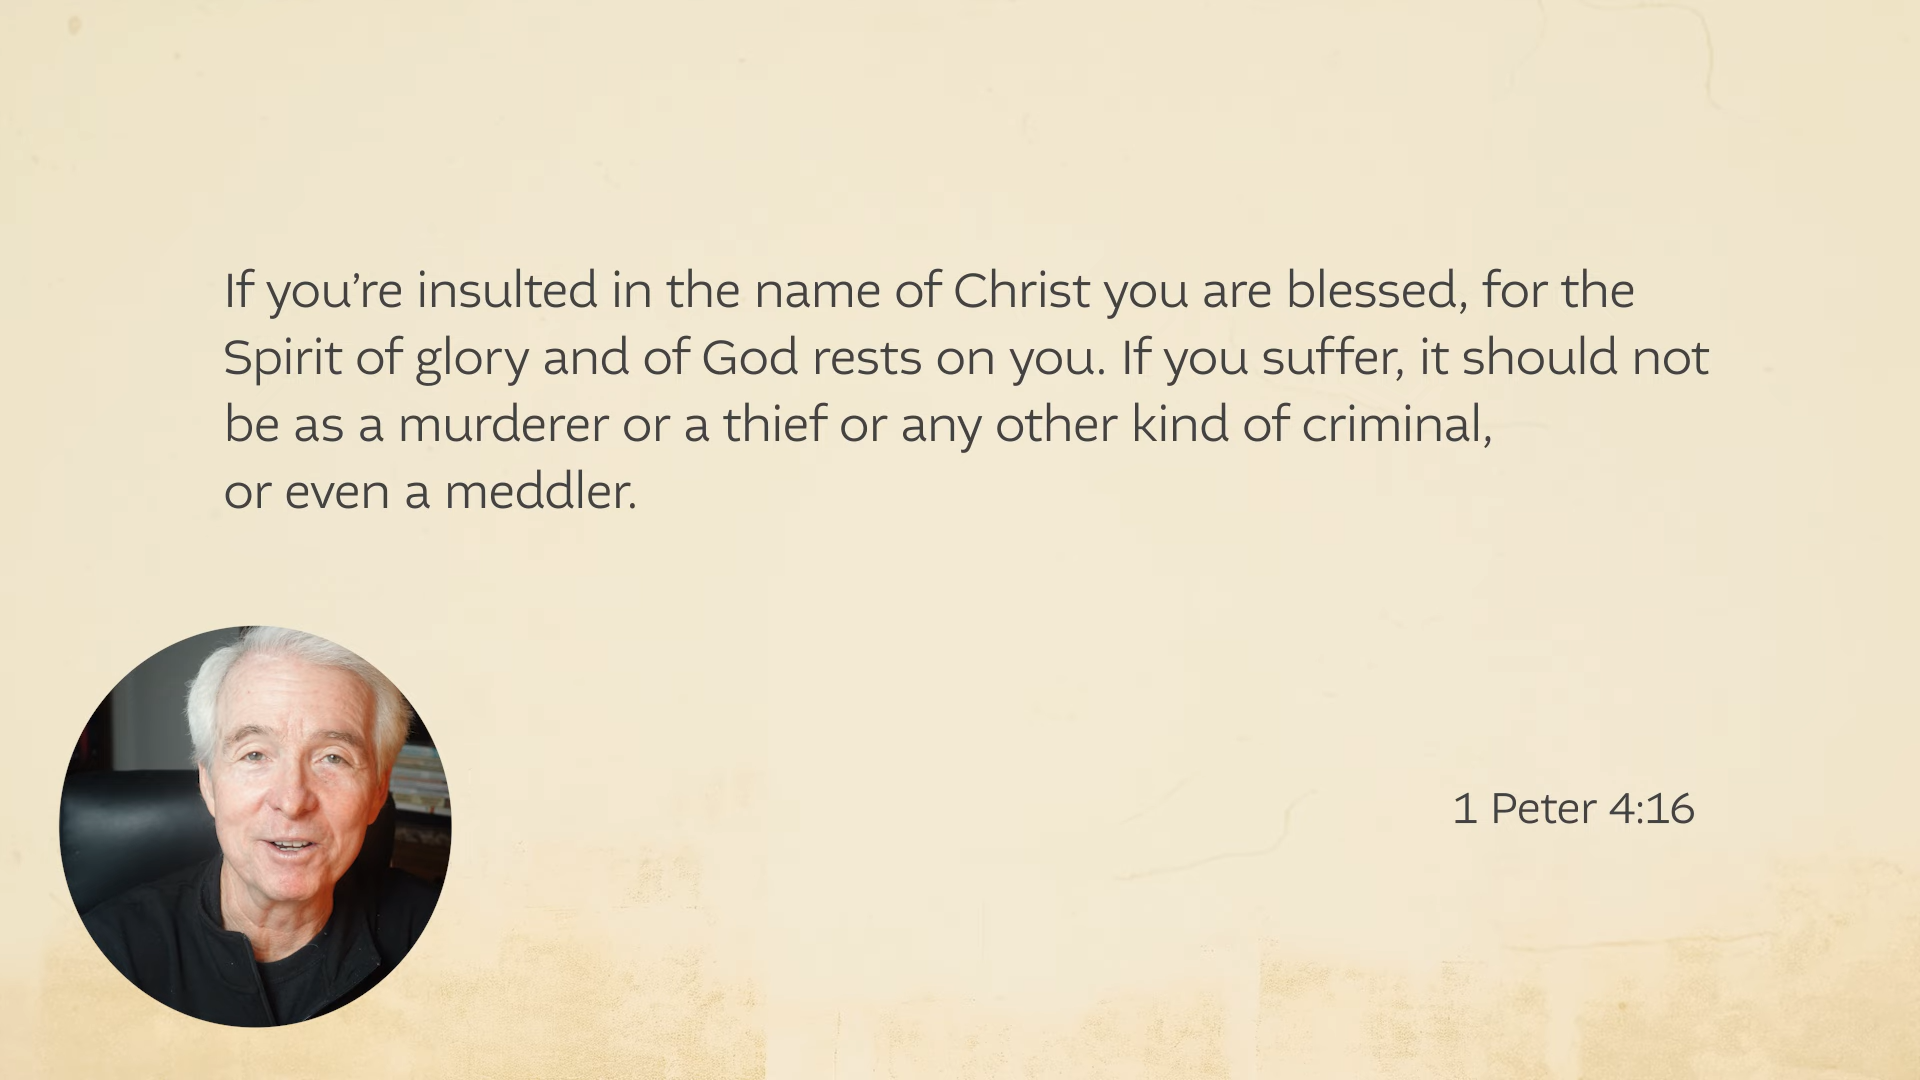 If you’re insulted in the name of Christ you are blessed, for the
Spirit of glory and of God rests on you. If you suffer, it should not
be as a murderer or a thief or any other kind of criminal,
or even a meddler.
1 Peter 4:16